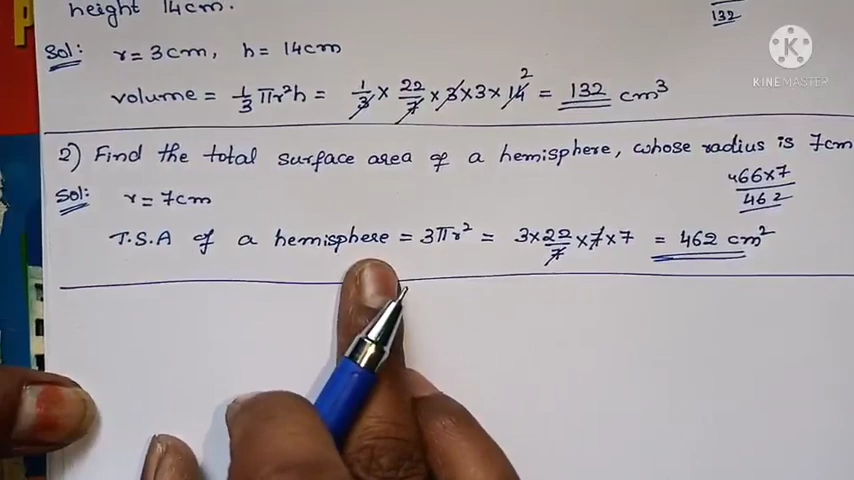 height 14cm.
132
Sol: r = 3cm, h = 14cm
volume = 1/3 πr²h = 1/3 × 22/7 × 3×3× 14 2 = 132 cm³
2) Find the total surface area of a hemisphere, whose radius is 7cm
66×7
462
Sol: r = 7cm
T.S.A of a hemisphere = 3πr² = 3×22/7 ×7×7 = 462 cm²
KINEMASTER